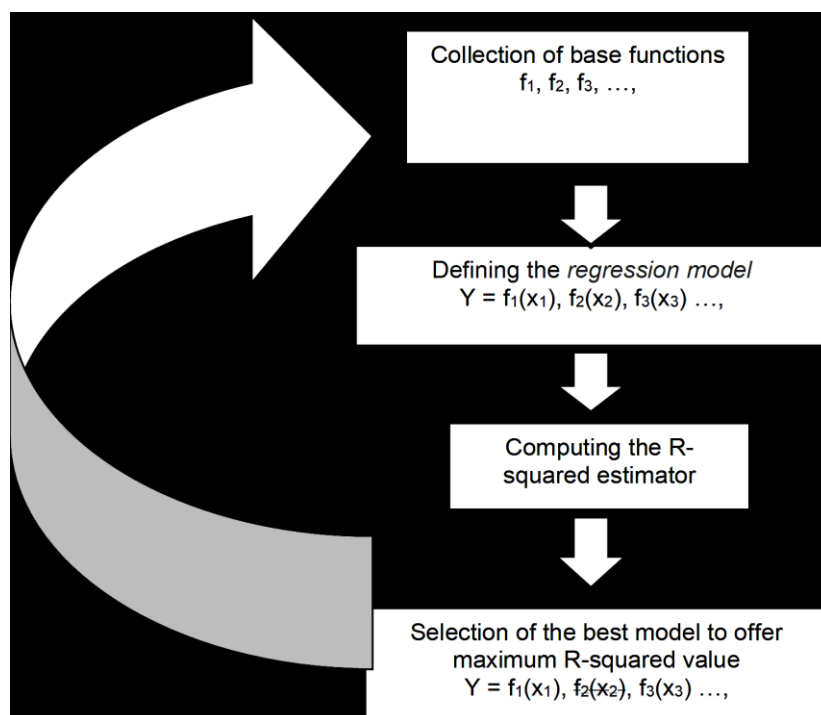 Collection of base functions
f₁, f₂, f₃, …,
Defining the regression model
Y = f₁(x₁), f₂(x₂), f₃(x₃) …,
Computing the R-
squared estimator
Selection of the best model to offer
maximum R-squared value
Y = f₁(x₁), f₂(x₂), f₃(x₃) …,